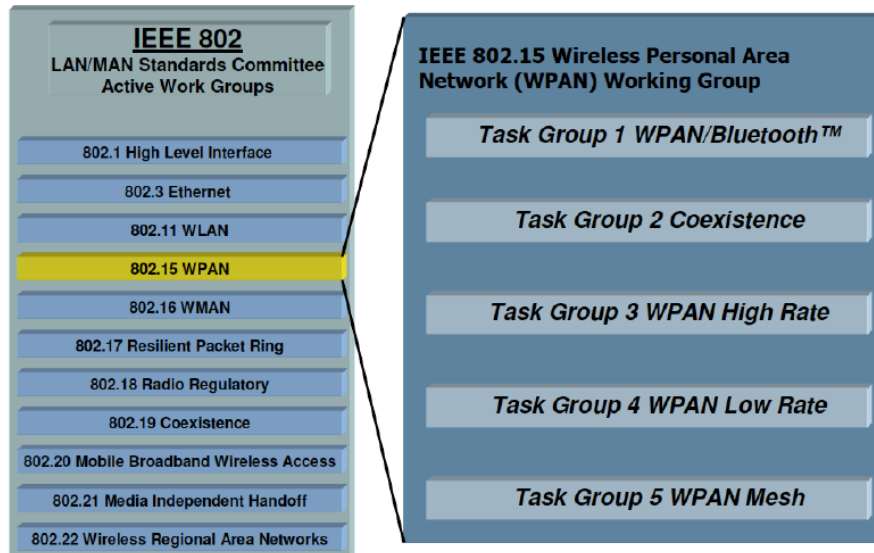 IEEE 802
LAN/MAN Standards Committee
Active Work Groups
802.1 High Level Interface
802.3 Ethernet
802.11 WLAN
802.15 WPAN
802.16 WMAN
802.17 Resilient Packet Ring
802.18 Radio Regulatory
802.19 Coexistence
802.20 Mobile Broadband Wireless Access
802.21 Media Independent Handoff
802.22 Wireless Regional Area Networks
IEEE 802.15 Wireless Personal Area
Network (WPAN) Working Group
Task Group 1 WPAN/Bluetooth™
Task Group 2 Coexistence
Task Group 3 WPAN High Rate
Task Group 4 WPAN Low Rate
Task Group 5 WPAN Mesh